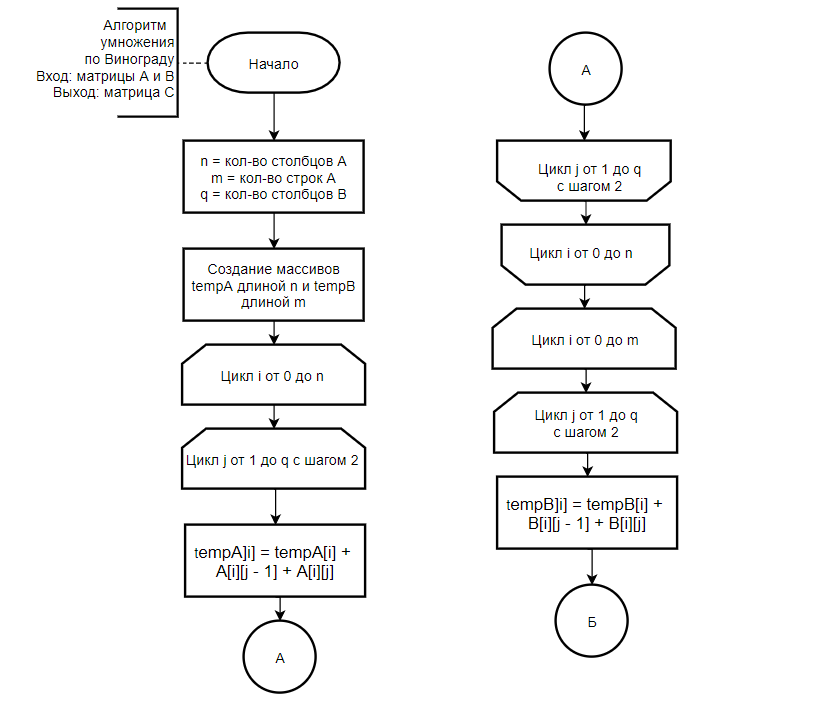 Алгоритм
умножения
по Винограду
Вход: матрицы A и B
Выход: матрица C
Начало
n = кол-во столбцов A
m = кол-во строк A
q = кол-во столбцов B
Создание массивов
tempA длиной n и tempB
длиной m
Цикл i от 0 до n
Цикл j от 1 до q с шагом 2
tempA]i] = tempA[i] +
A[i][j - 1] + A[i][j]
А
А
Цикл j от 1 до q
с шагом 2
Цикл i от 0 до n
Цикл i от 0 до m
Цикл j от 1 до q
с шагом 2
tempB]i] = tempB[i] +
B[i][j - 1] + B[i][j]
Б